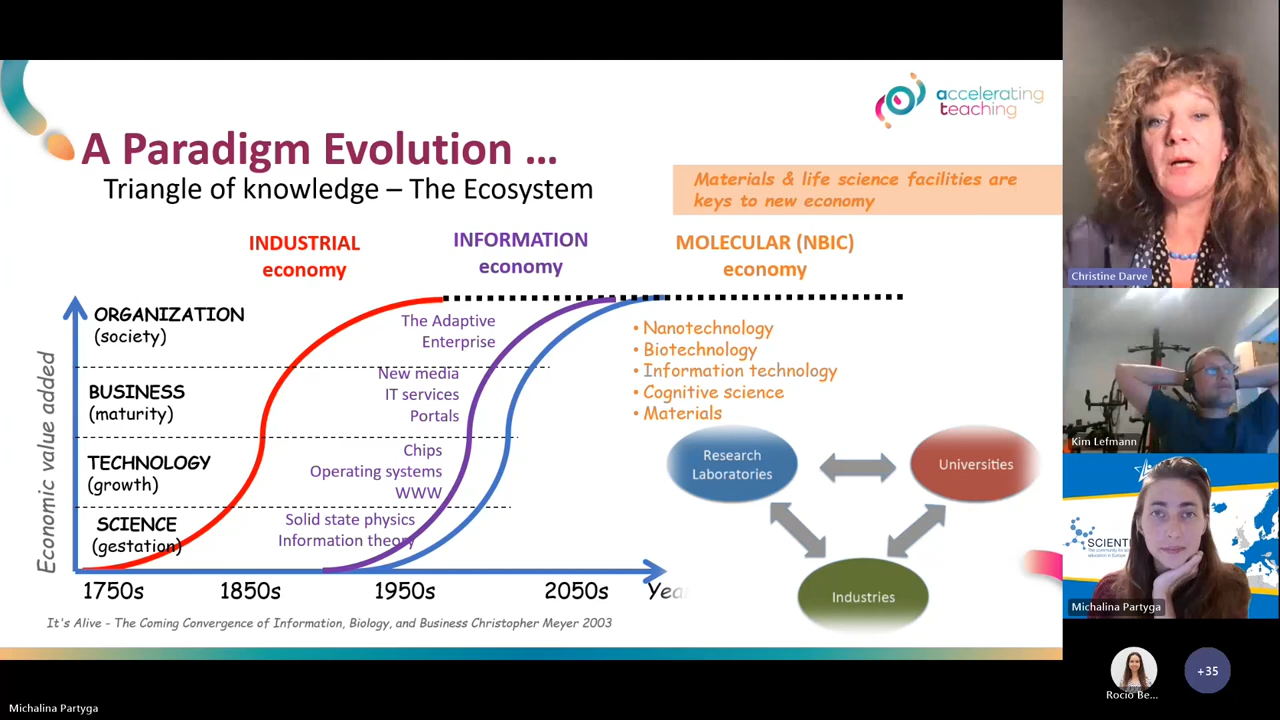 accelerating
teaching
A Paradigm Evolution ...
Triangle of knowledge – The Ecosystem
Materials & life science facilities are
keys to new economy
INDUSTRIAL
economy
INFORMATION
economy
MOLECULAR (NBIC)
economy
Economic value added
ORGANIZATION
(society)
BUSINESS
(maturity)
TECHNOLOGY
(growth)
SCIENCE
(gestation)
The Adaptive
Enterprise
New media
IT services
Portals
Chips
Operating systems
WWW
Solid state physics
Information theory
• Nanotechnology
• Biotechnology
• Information technology
• Cognitive science
• Materials
Research
Laboratories
Universities
Industries
1750s
1850s
1950s
2050s
It's Alive - The Coming Convergence of Information, Biology, and Business Christopher Meyer 2003
Christine Darve
Kim Lefmann
SCIENTI
Michalina Partyga
Rocio Be...
+35
Michalina Partyga